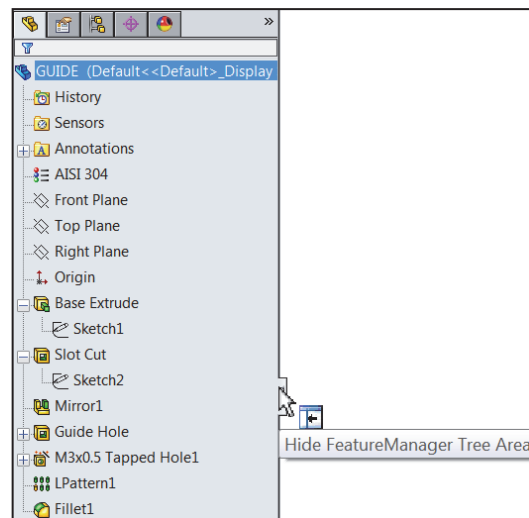 »
GUIDE (Default<<Default>_Display
History
Sensors
Annotations
AISI 304
Front Plane
Top Plane
Right Plane
Origin
Base Extrude
Sketch1
Slot Cut
Sketch2
Mirror1
Guide Hole
Hide FeatureManager Tree Area
M3x0.5 Tapped Hole1
LPattern1
Fillet1